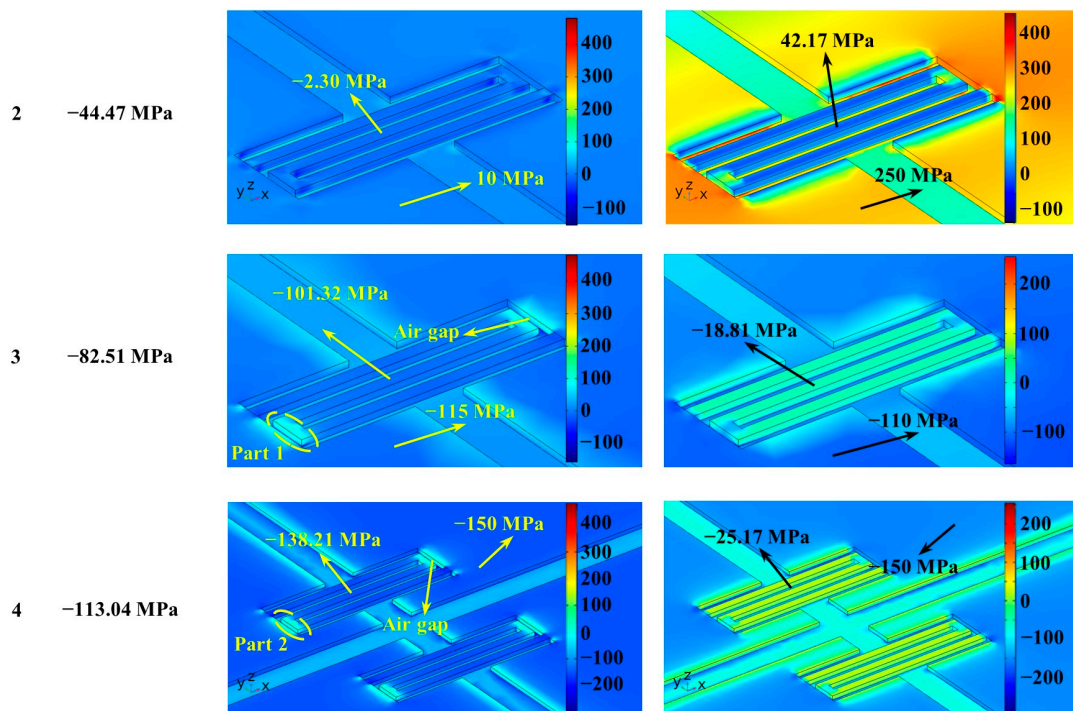 2 −44.47 MPa
−2.30 MPa
10 MPa
400
300
200
100
0
−100
y z x
42.17 MPa
250 MPa
400
300
200
100
0
−100
y z x
3 −82.51 MPa
−101.32 MPa
Air gap
−115 MPa
Part 1
400
300
200
100
0
−100
y z x
−18.81 MPa
−110 MPa
200
100
0
−100
y z x
4 −113.04 MPa
−138.21 MPa
−150 MPa
Air gap
Part 2
400
300
200
100
0
−100
−200
y z x
−25.17 MPa
−150 MPa
200
100
0
−100
−200
y z x